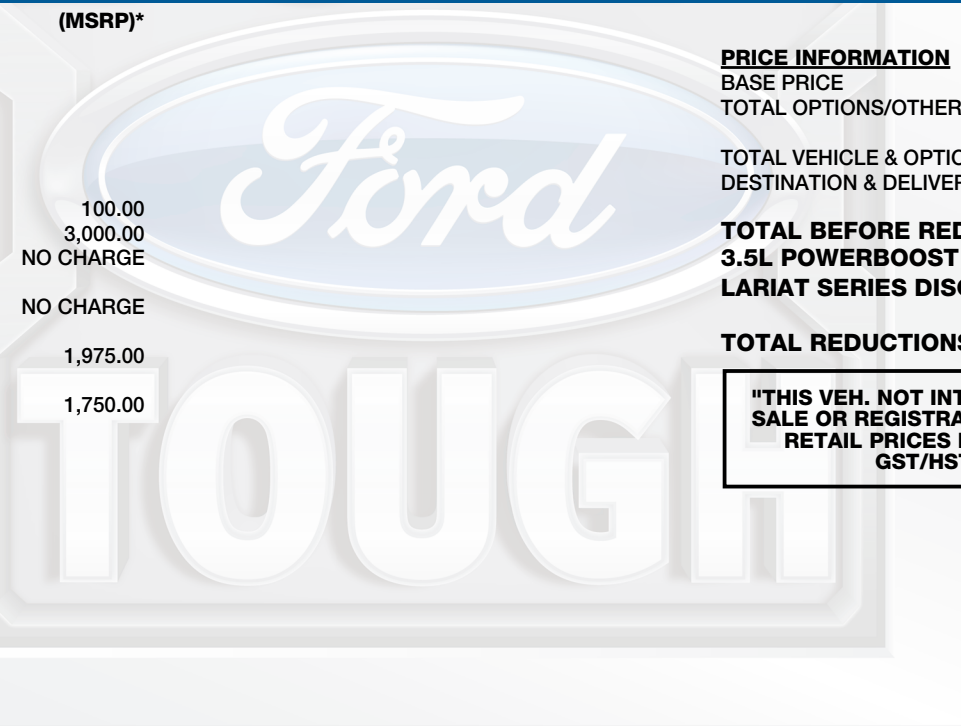 (MSRP)*
100.00
3,000.00
NO CHARGE
NO CHARGE
1,975.00
1,750.00
PRICE INFORMATION
BASE PRICE
TOTAL OPTIONS/OTHER
TOTAL VEHICLE & OPTIO
DESTINATION & DELIVER
TOTAL BEFORE RED
3.5L POWERBOOST
LARIAT SERIES DISC
TOTAL REDUCTIONS
"THIS VEH. NOT INT
SALE OR REGISTRA
RETAIL PRICES
GST/HST
Ford
TOUGH